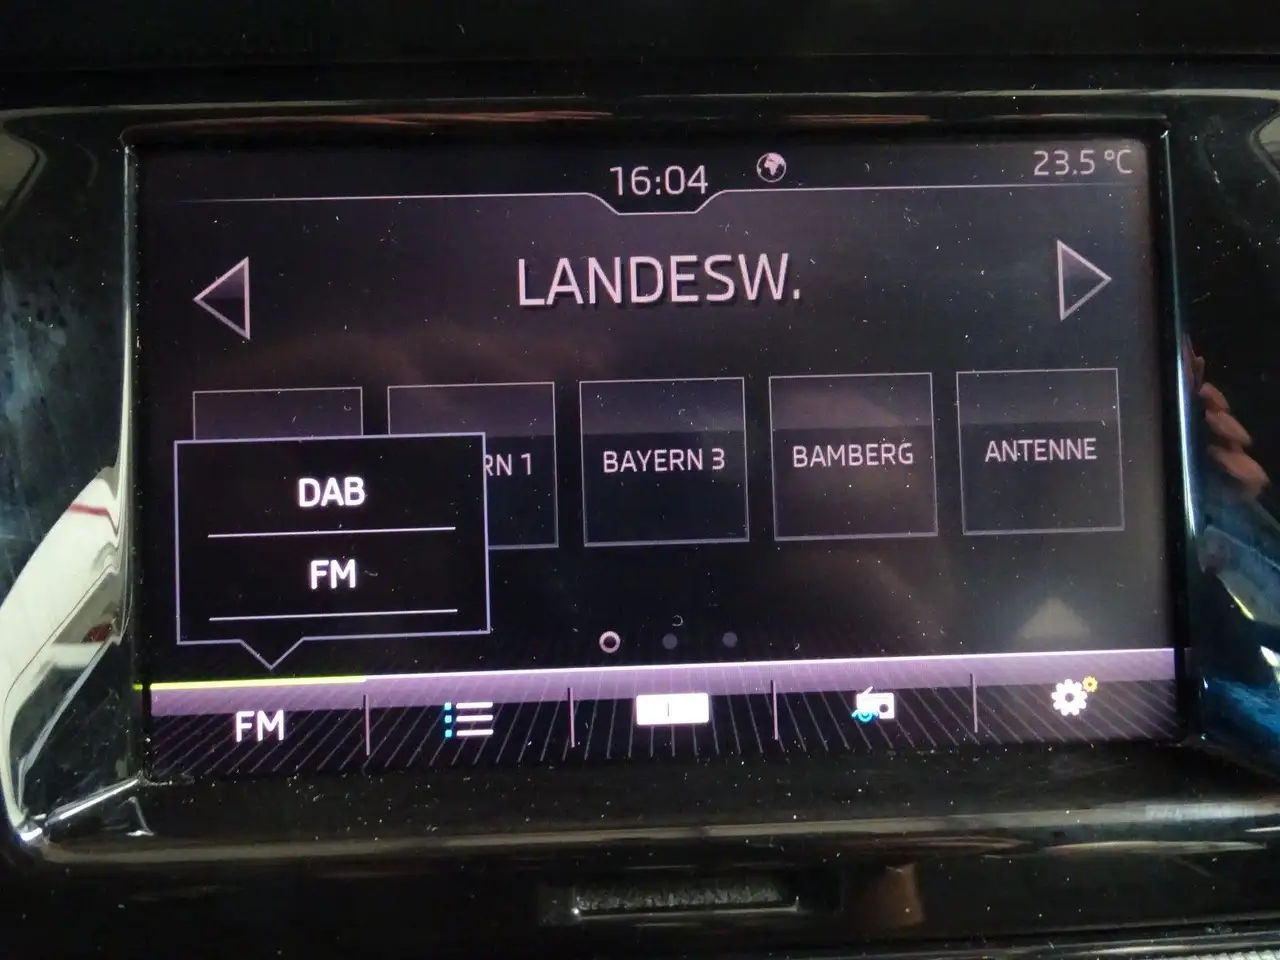 16:04
23.5 °C
LANDESW.
RN 1
BAYERN 3
BAMBERG
ANTENNE
DAB
FM
FM